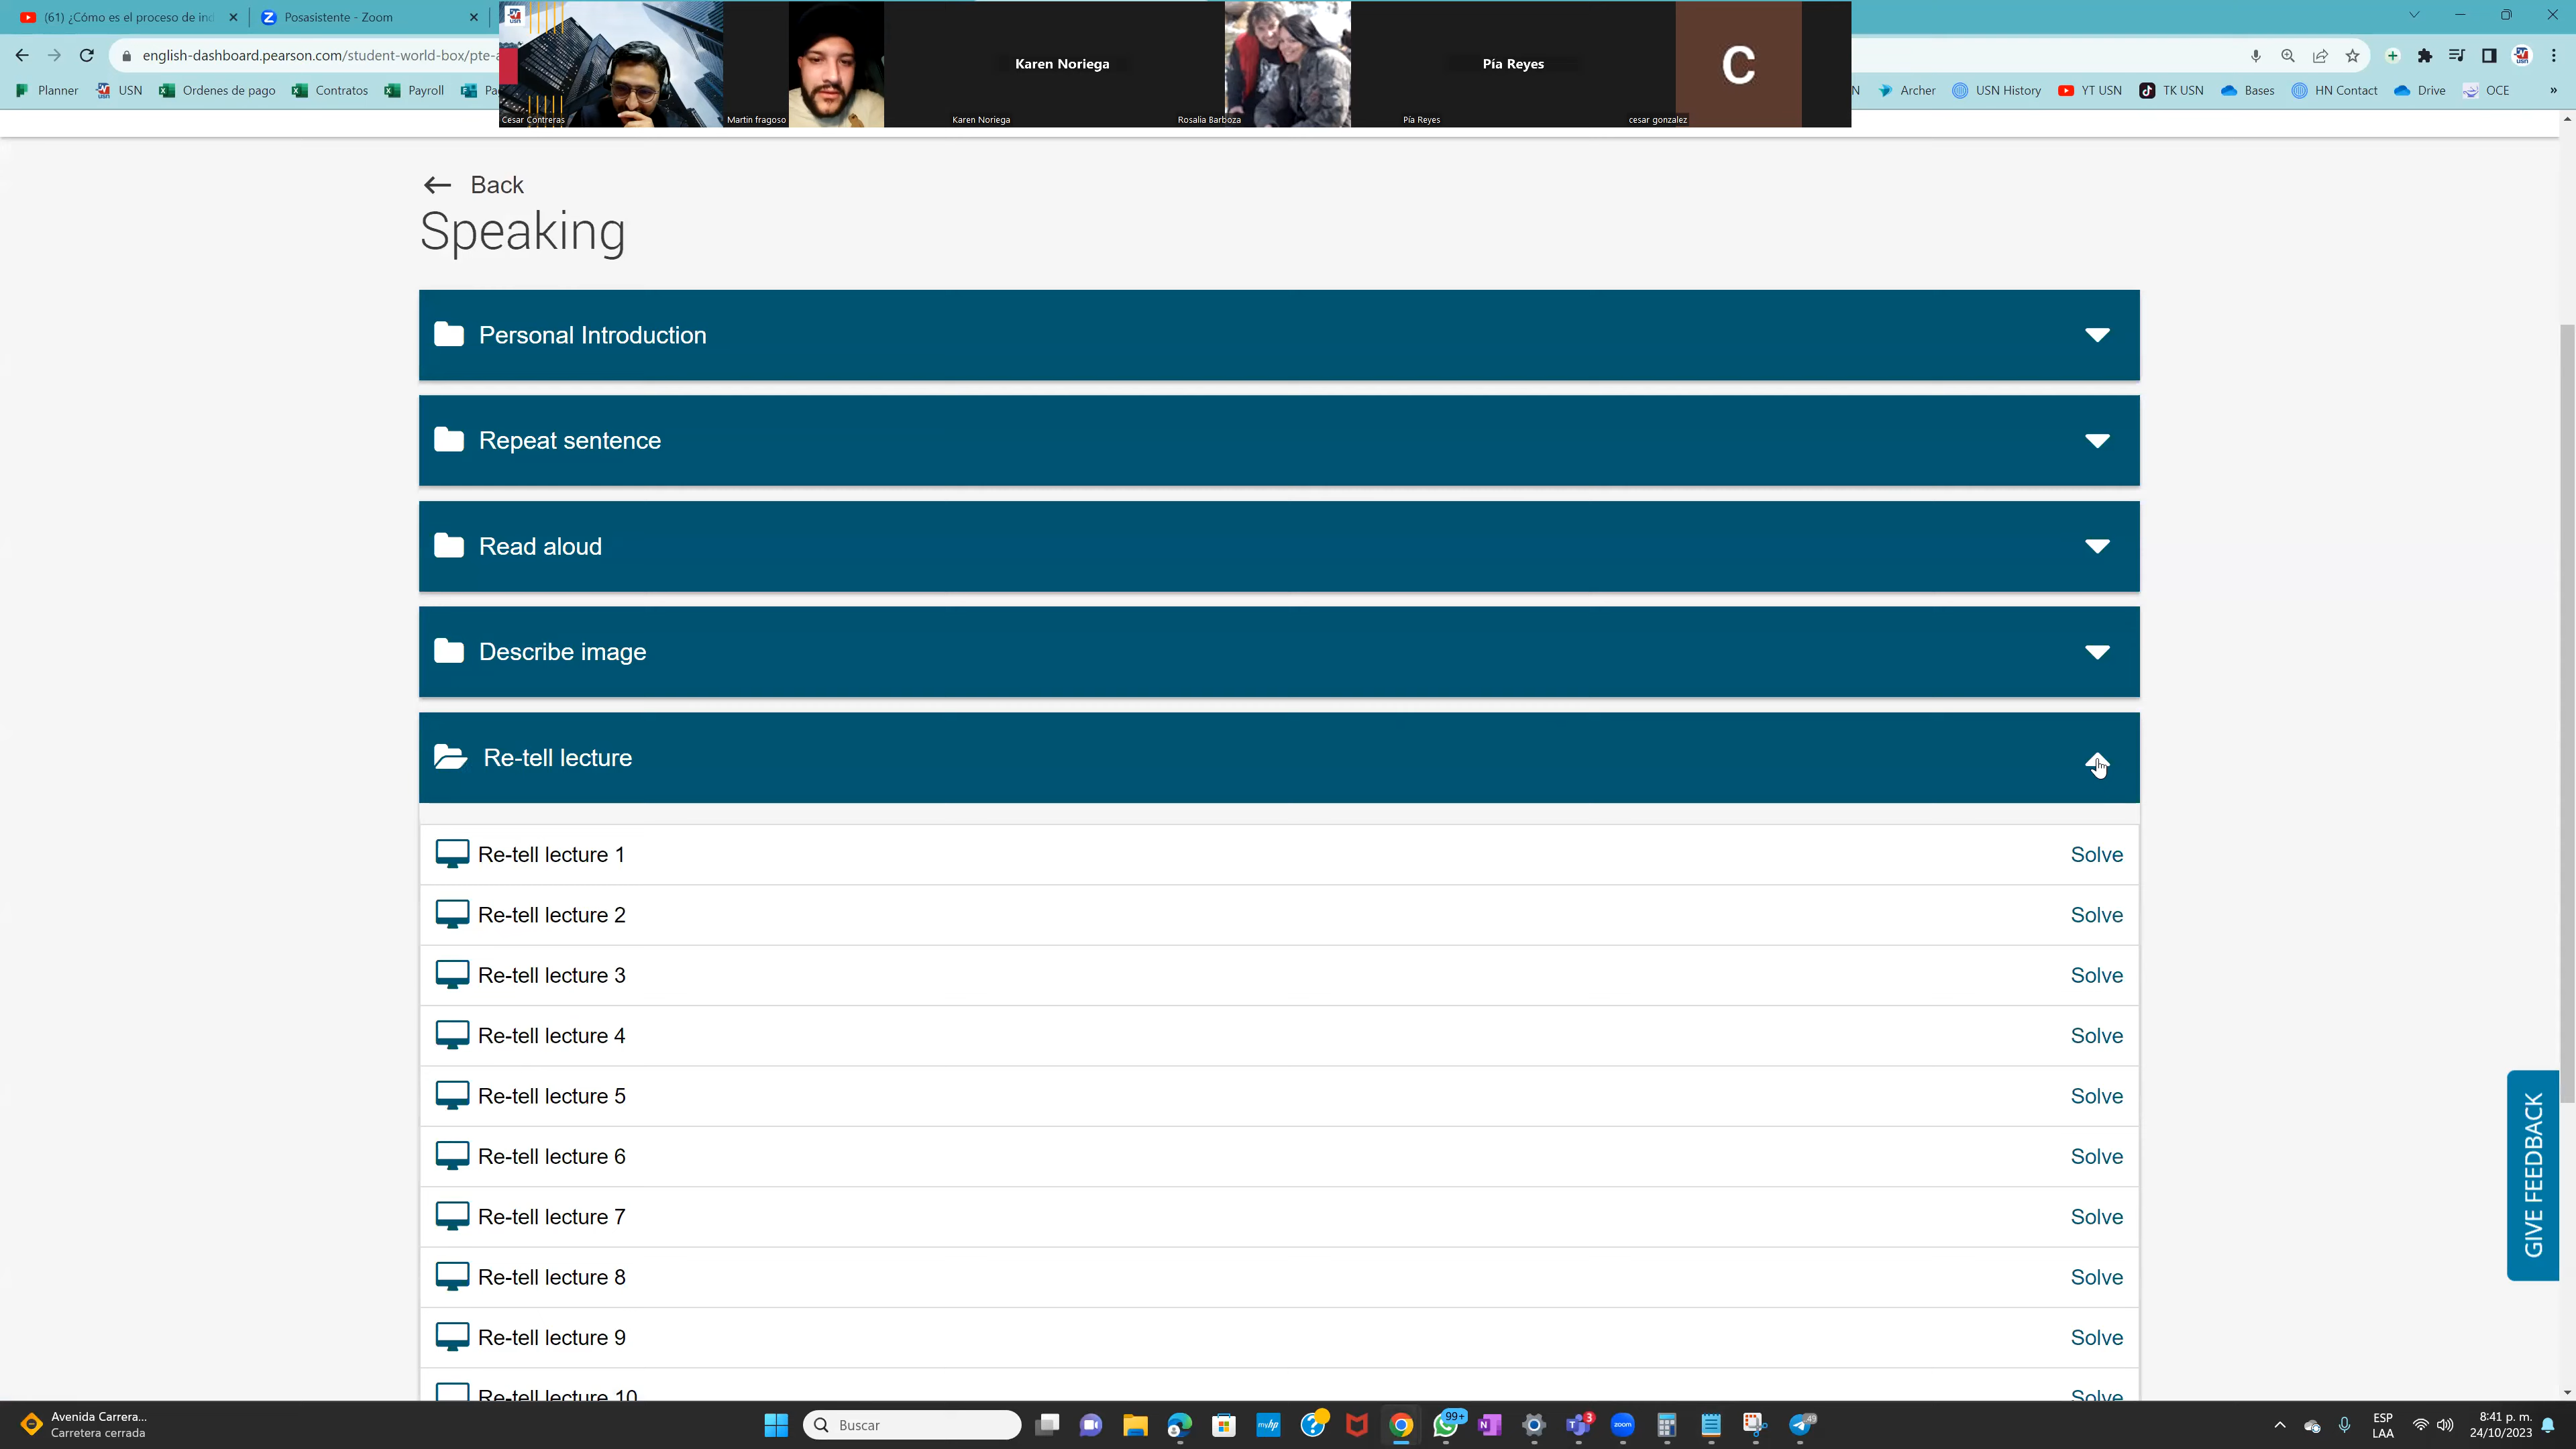 (61) ¿Cómo es el proceso de ind
Posasistente - Zoom
english-dashboard.pearson.com/student-world-box/pte-a
Planner
USN
Ordenes de pago
Contratos
Payroll
Pa
N
Archer
USN History
YT USN
TK USN
Bases
HN Contact
Drive
OCE
»
Karen Noriega
Pía Reyes
C
Cesar Contreras
Martin fragoso
Karen Noriega
Rosalia Barboza
Pía Reyes
cesar gonzalez
Back
Speaking
Personal Introduction
Repeat sentence
Read aloud
Describe image
Re-tell lecture
Re-tell lecture 1 Solve
Re-tell lecture 2 Solve
Re-tell lecture 3 Solve
Re-tell lecture 4 Solve
Re-tell lecture 5 Solve
Re-tell lecture 6 Solve
Re-tell lecture 7 Solve
Re-tell lecture 8 Solve
Re-tell lecture 9 Solve
Re-tell lecture 10 Solve
GIVE FEEDBACK
Avenida Carrera...
Carretera cerrada
Buscar
99+
3
zoom
49
ESP
LAA
8:41 p. m.
24/10/2023